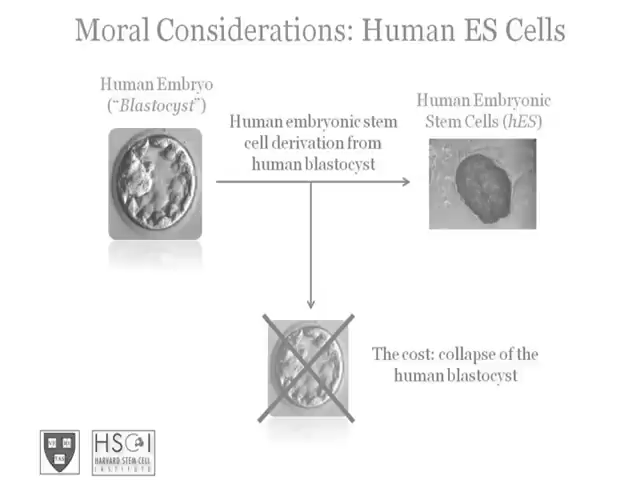 Moral Considerations: Human ES Cells
Human Embryo
("Blastocyst")
Human embryonic stem
cell derivation from
human blastocyst
Human Embryonic
Stem Cells (hES)
The cost: collapse of the
human blastocyst
HSCI
HARVARD STEM CELL
INSTITUTE